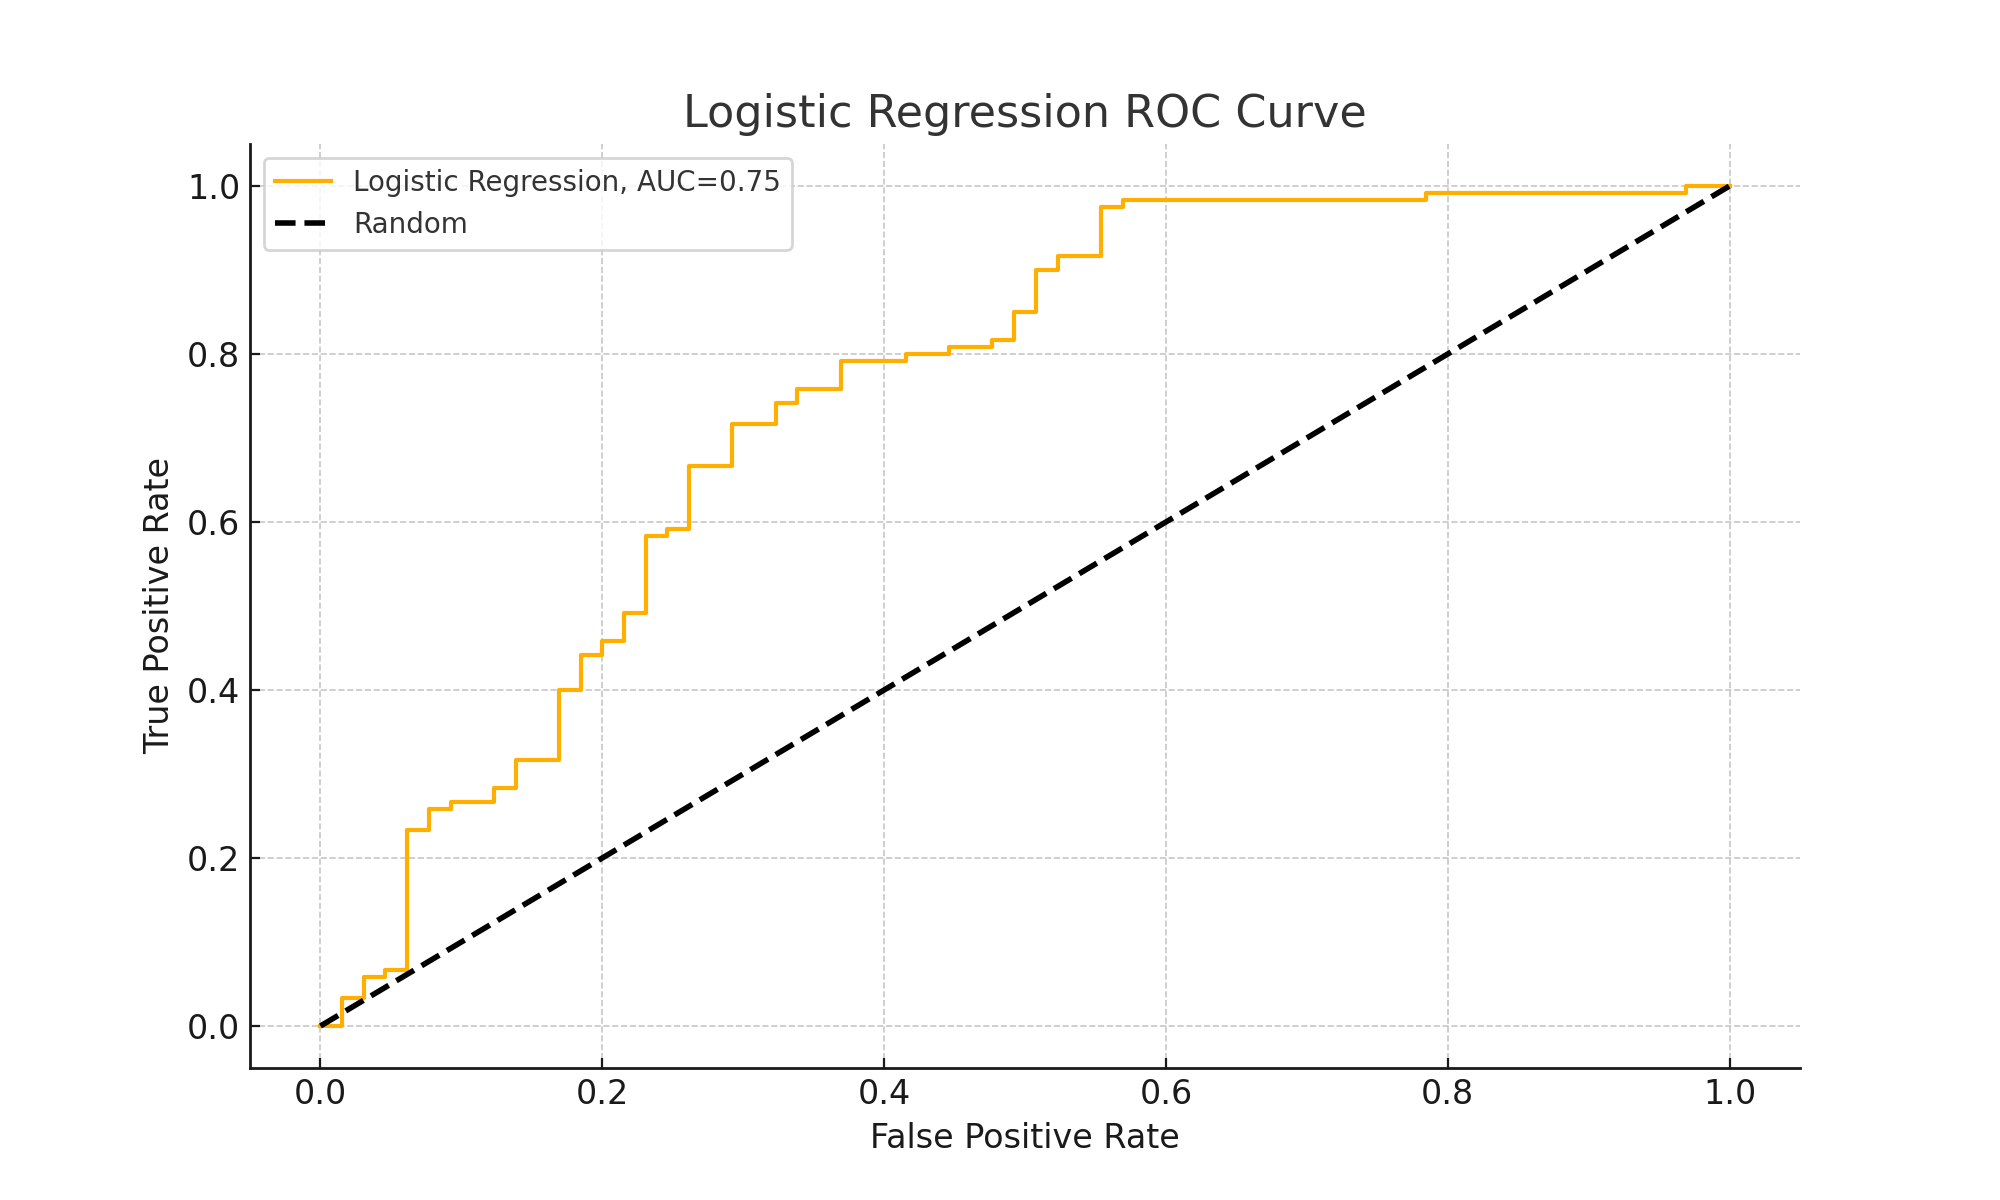 Logistic Regression ROC Curve
Logistic Regression, AUC=0.75
Random
True Positive Rate
1.0
0.8
0.6
0.4
0.2
0.0
0.0 0.2 0.4 0.6 0.8 1.0
False Positive Rate